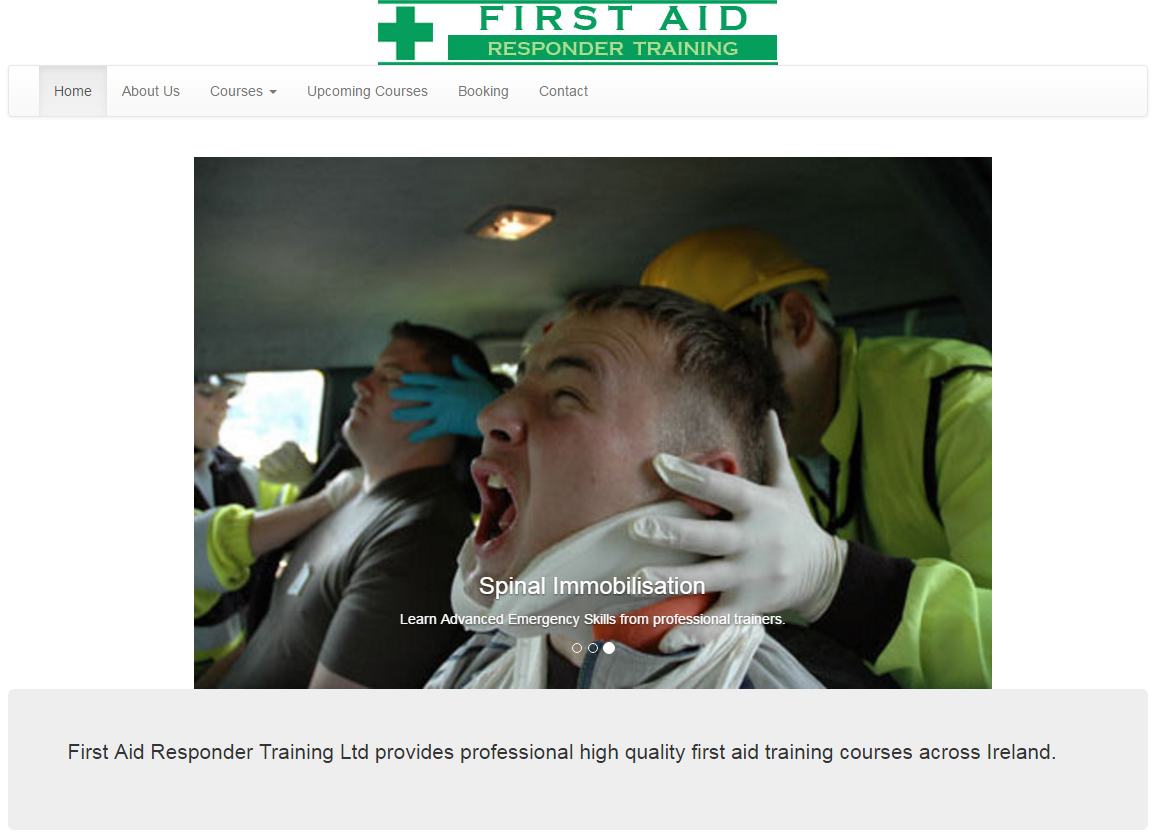 FIRST AID
RESPONDER TRAINING
Home About Us Courses Upcoming Courses Booking Contact
Spinal Immobilisation
Learn Advanced Emergency Skills from professional trainers.
First Aid Responder Training Ltd provides professional high quality first aid training courses across Ireland.